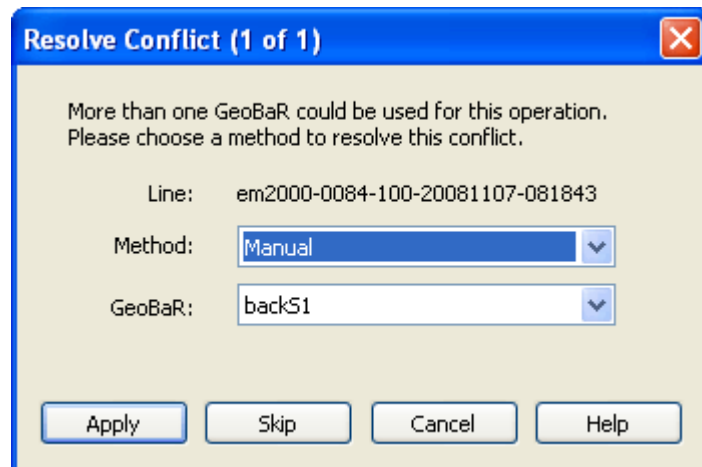 Resolve Conflict (1 of 1)
More than one GeoBaR could be used for this operation.
Please choose a method to resolve this conflict.
Line: em2000-0084-100-20081107-081843
Method: Manual
GeoBaR: backS1
Apply Skip Cancel Help